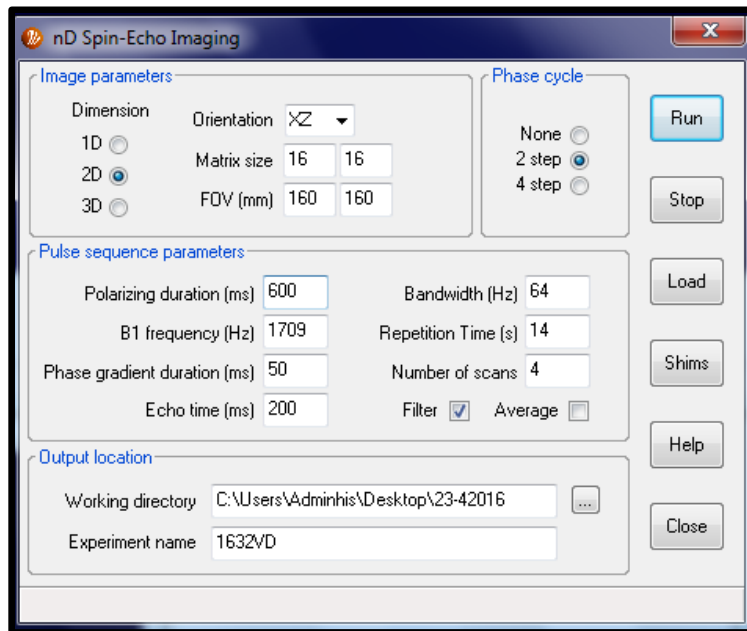 nD Spin-Echo Imaging
Image parameters
Dimension
1D
2D
3D
Orientation XZ
Matrix size 16 16
FOV (mm) 160 160
Phase cycle
None
2 step
4 step
Run
Stop
Load
Shims
Help
Close
Pulse sequence parameters
Polarizing duration (ms) 600
B1 frequency (Hz) 1709
Phase gradient duration (ms) 50
Echo time (ms) 200
Bandwidth (Hz) 64
Repetition Time (s) 14
Number of scans 4
Filter Average
Output location
Working directory C:\Users\Adminhis\Desktop\23-42016 ...
Experiment name 1632VD